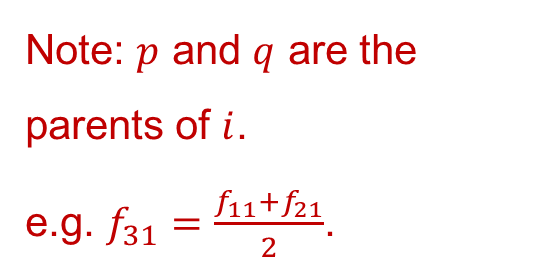 Note: p and q are the
parents of i.
e.g. f₃₁ = (f₁₁+f₂₁)/2.